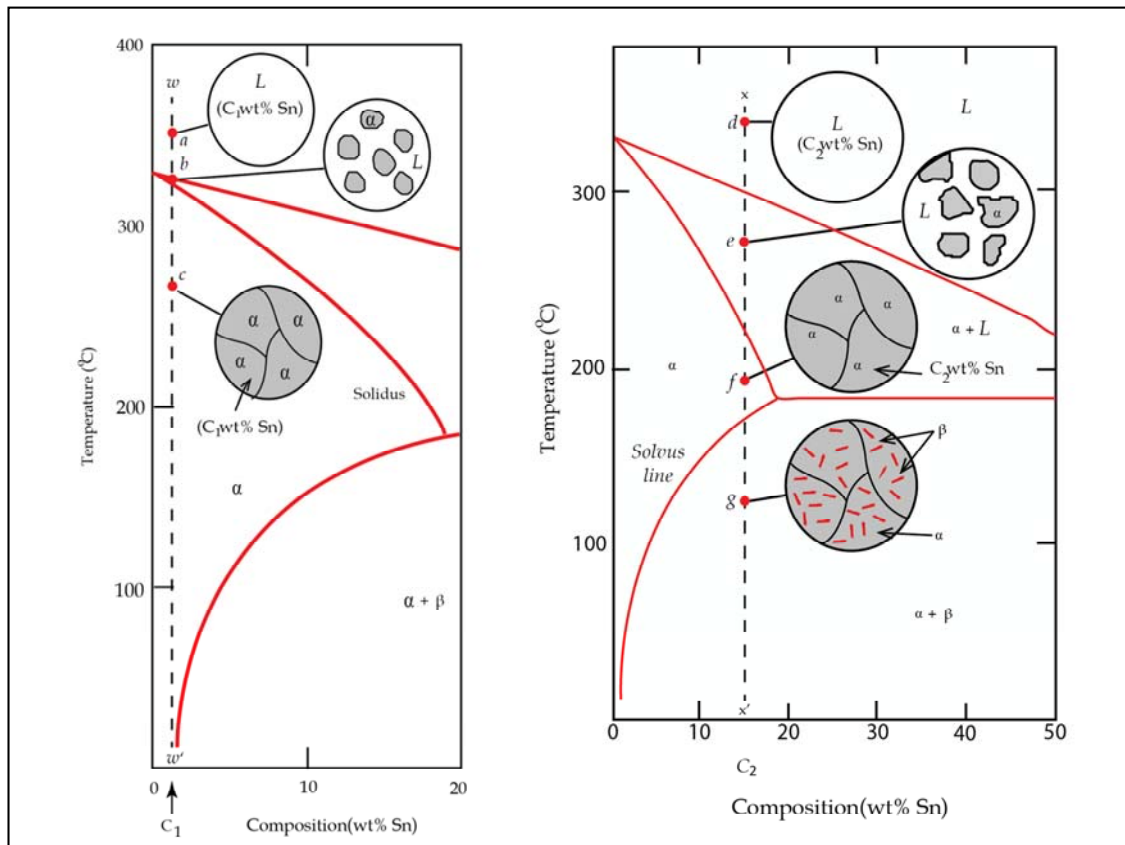 400
w
L
(C₁wt% Sn)
a
α
b
L
300
c
α
α
α
α
Temperature (°C)
Solidus
200
(C₁wt% Sn)
α
100
α + β
w'
0
10
20
C₁
Composition(wt% Sn)
x
L
d
L
(C₂wt% Sn)
300
L
e
α
α
α
α
α
α + L
Temperature (°C)
200
α
f
C₂wt% Sn
Solvus
line
β
g
α
100
α + β
x'
0
10
20
30
40
50
C₂
Composition(wt% Sn)